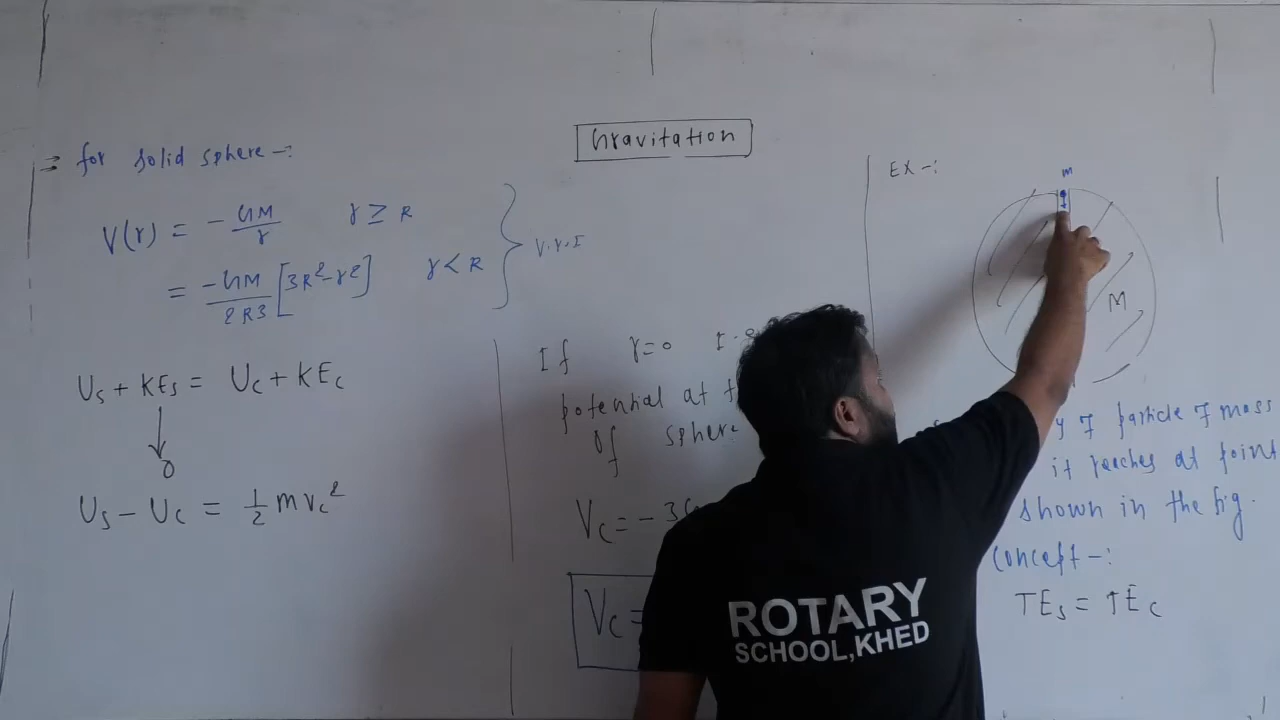 Gravitation
⇒ for solid sphere -:
V(r) = - GM/r    r ≥ R
= -GM/2R3 [3R²-r²]    r < R
V.V.I
Us + KEs = Uc + KEc
0
Us - Uc = 1/2 mvc²
If r=0
potential at
of sphere
Vc = - 3G
Vc =
EX -:
m
M
of particle of mass
it reaches at point
shown in the fig.
Concept -:
TEs = TEc
ROTARY
SCHOOL,KHED